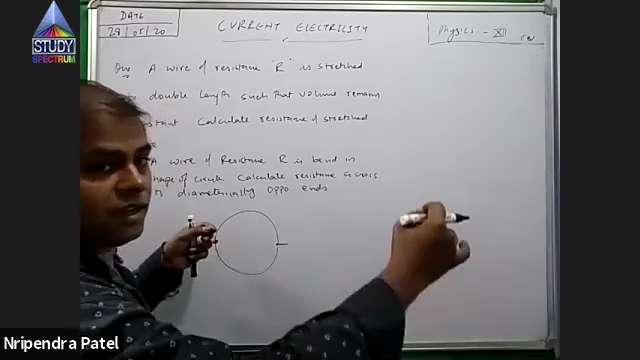 STUDY
SPECTRUM
DATE
28/05/20
CURRENT ELECTRICITY
Physics - XII
Que A wire of resistance "R" is stretched
double length such that volume remains
Calculate resistance of stretched
A wire of Resistance R is bend in
shape of circle Calculate resistance across
diametrically Oppo ends
Nripendra Patel